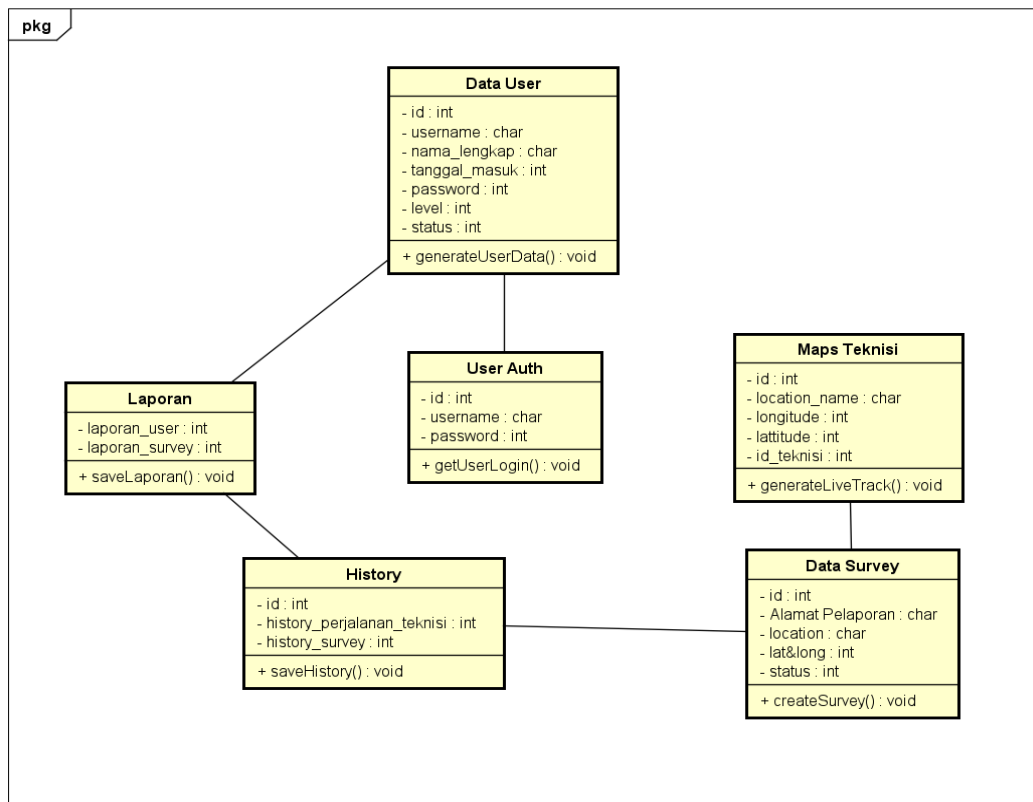 pkg
Data User
- id : int
- username : char
- nama_lengkap : char
- tanggal_masuk : int
- password : int
- level : int
- status : int
+ generateUserData() : void
User Auth
- id : int
- username : char
- password : int
+ getUserLogin() : void
Maps Teknisi
- id : int
- location_name : char
- longitude : int
- lattitude : int
- id_teknisi : int
+ generateLiveTrack() : void
Laporan
- laporan_user : int
- laporan_survey : int
+ saveLaporan() : void
History
- id : int
- history_perjalanan_teknisi : int
- history_survey : int
+ saveHistory() : void
Data Survey
- id : int
- Alamat Pelaporan : char
- location : char
- lat&long : int
- status : int
+ createSurvey() : void